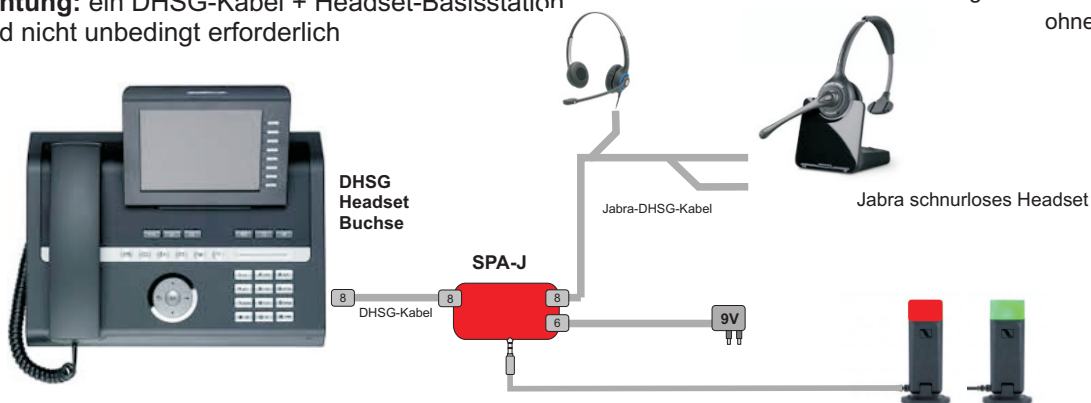 ein DHSG-Kabel + Headset-Basisstation
nicht unbedingt erforderlich
ohne
DHSG
Headset
Buchse
Jabra-DHSG-Kabel
Jabra schnurloses Headset
SPA-J
8
8
8
DHSG-Kabel
6
9V